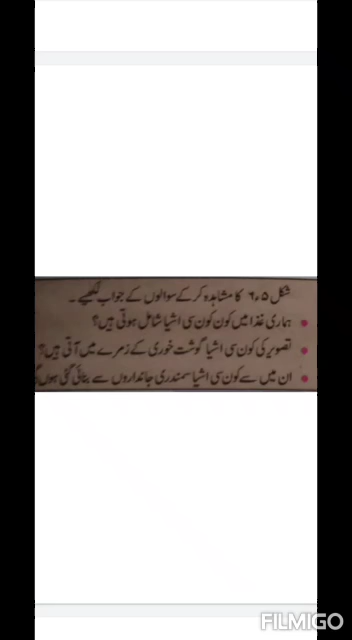 شکل ۶ء۵ کا مشاہدہ کر کے سوالوں کے جواب لکھیے۔
• ہماری غذا میں کون کون سی اشیا شامل ہوتی ہیں؟
• تصویر کی کون سی اشیا گوشت خوری کے زمرے میں آتی ہیں؟
• ان میں سے کون سی اشیا سمندری جانداروں سے بنائی گئی ہوں
FILMIGO